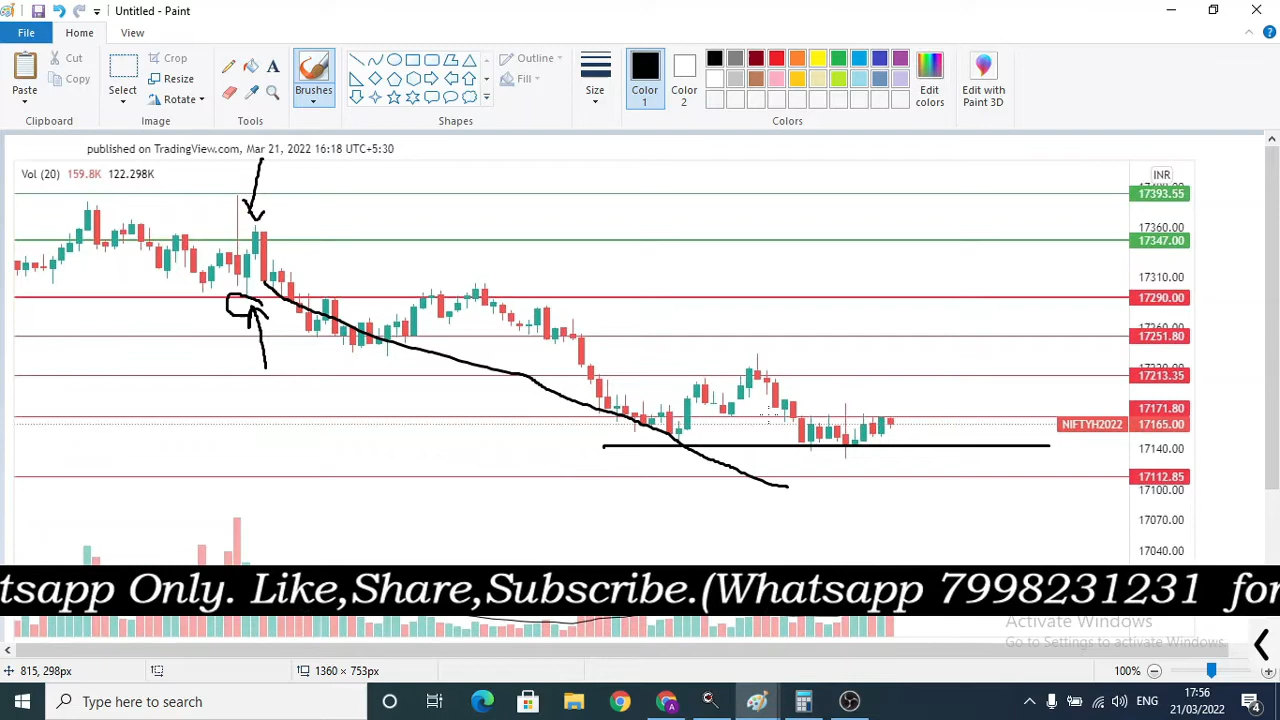 Untitled - Paint
File Home View
Paste Cut Copy Clipboard
Select Crop Resize Rotate Image
Tools
Brushes
Outline Fill Shapes
Size
Color 1 Color 2 Edit colors Colors
Edit with Paint 3D
published on TradingView.com, Mar 21, 2022 16:18 UTC+5:30
Vol (20) 159.8K 122.298K
INR
17393.55
17360.00
17347.00
17310.00
17290.00
17260.00
17251.80
17213.35
17171.80
NIFTYH2022 17165.00
17140.00
17112.85
17100.00
17070.00
17040.00
tsapp Only. Like,Share,Subscribe.(Whatsapp 7998231231 for
Activate Windows
Go to Settings to activate Windows.
815, 298px 1360 × 753px 100%
Type here to search ENG 17:56
21/03/2022 4